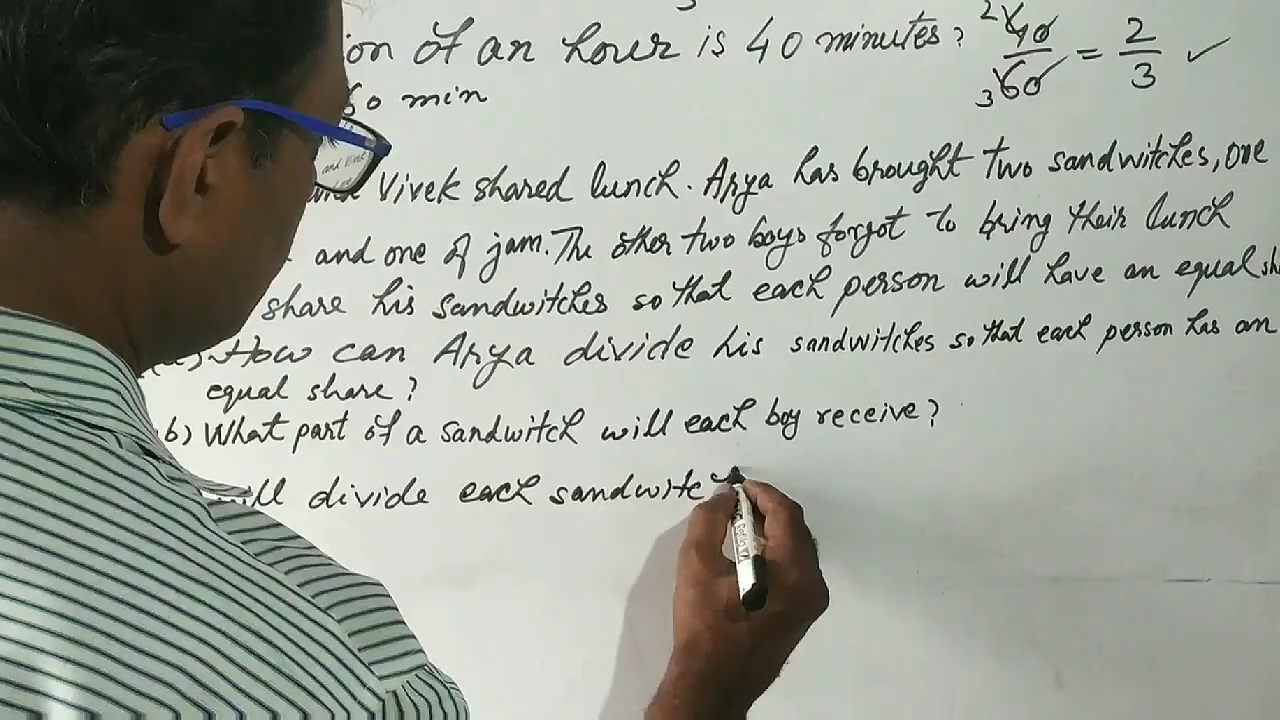 ion of an hour is 40 minutes? 2 40 / 3 60 = 2/3 ✓
60 min
Vivek shared lunch. Arya has brought two sandwitches, one
and one of jam. The other two boys forgot to bring their lunch
share his sandwitches so that each person will have an equal sh
(a) How can Arya divide his sandwitches so that each person has an
equal share?
(b) What part of a sandwitch will each boy receive?
will divide each sandwitc